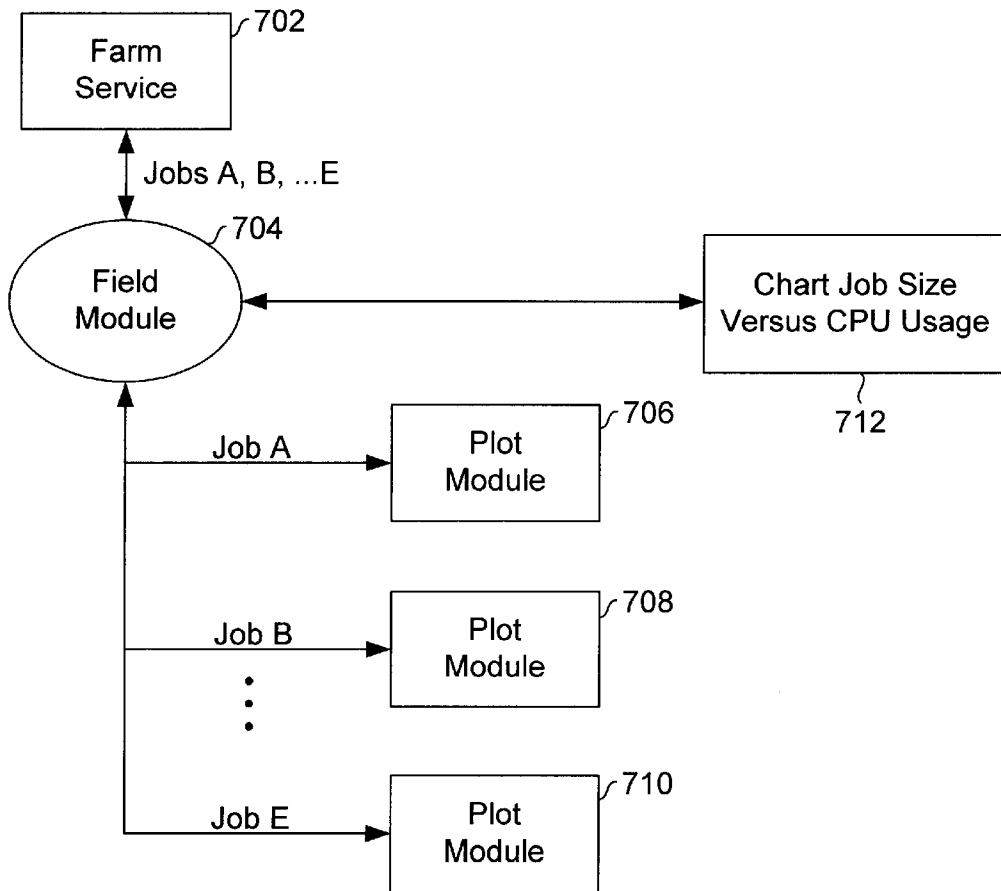 702
Farm
Service
Jobs A, B, ...E
704
Field
Module
Chart Job Size
Versus CPU Usage
712
706
Job A
Plot
Module
708
Job B
Plot
Module
710
Job E
Plot
Module